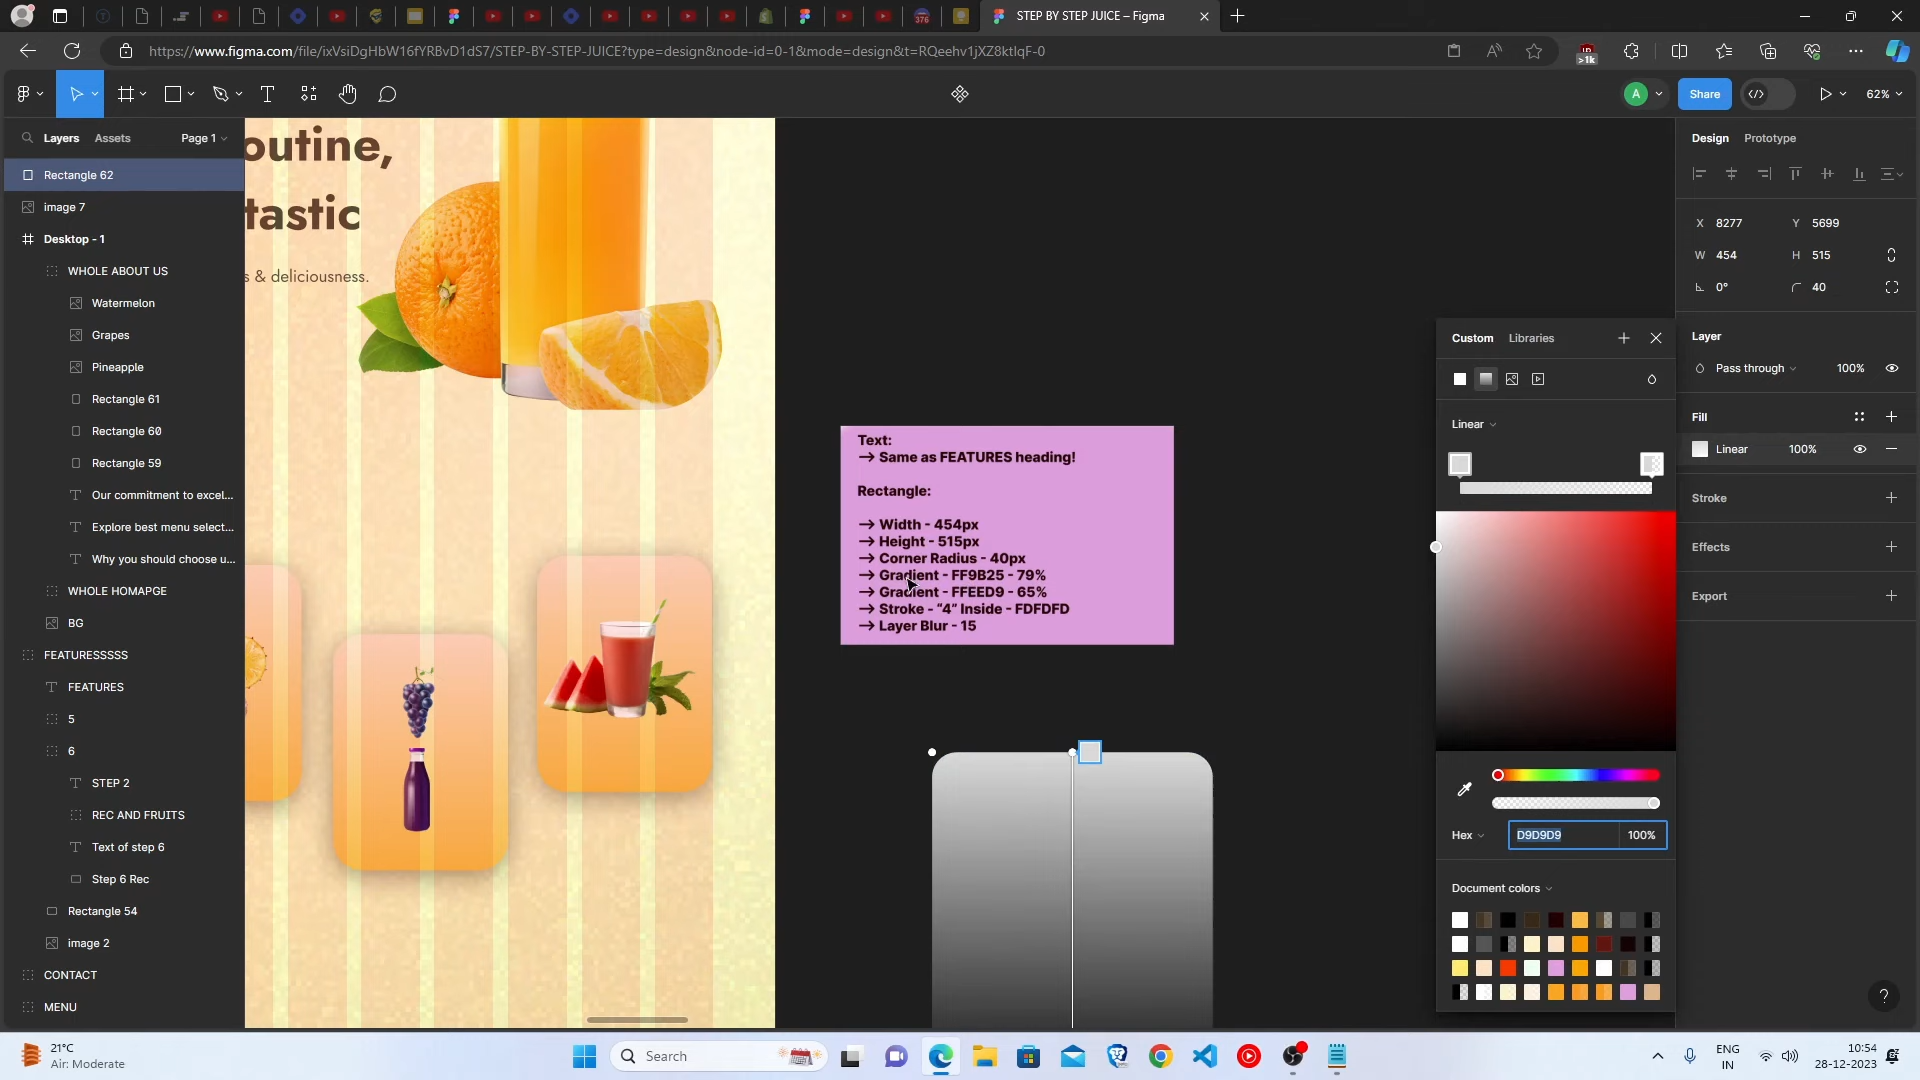 STEP BY STEP JUICE – Figma
https://www.figma.com/file/ixVsiDgHbW16fYRBvD1dS7/STEP-BY-STEP-JUICE?type=design&node-id=0-1&mode=design&t=RQeehv1jXZ8ktlqF-0
>1k
A
Share
62%
Layers
Assets
Page 1
Rectangle 62
image 7
Desktop - 1
WHOLE ABOUT US
Watermelon
Grapes
Pineapple
Rectangle 61
Rectangle 60
Rectangle 59
Our commitment to excel...
Explore best menu select...
Why you should choose u...
WHOLE HOMAPGE
BG
FEATURESSSSS
FEATURES
5
6
STEP 2
REC AND FRUITS
Text of step 6
Step 6 Rec
Rectangle 54
image 2
CONTACT
MENU
outine,
tastic
s & deliciousness.
Text:
→ Same as FEATURES heading!
Rectangle:
→ Width - 454px
→ Height - 515px
→ Corner Radius - 40px
→ Gradient - FF9B25 - 79%
→ Gradient - FFEED9 - 65%
→ Stroke - “4” Inside - FDFDFD
→ Layer Blur - 15
Custom
Libraries
Linear
Hex
D9D9D9
100%
Document colors
Design
Prototype
X 8277
Y 5699
W 454
H 515
0°
40
Layer
Pass through
100%
Fill
Linear
100%
Stroke
Effects
Export
?
21°C
Air: Moderate
Search
ENG
IN
10:54
28-12-2023